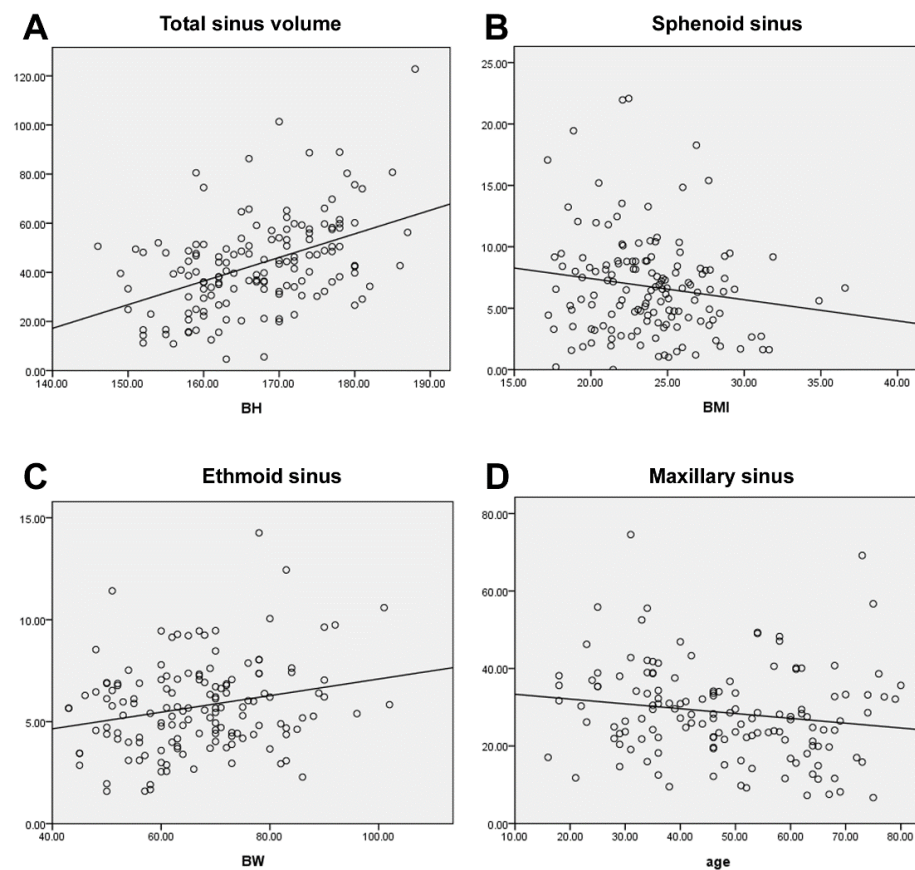 A Total sinus volume
120.00
100.00
80.00
60.00
40.00
20.00
0.00
140.00 150.00 160.00 170.00 180.00 190.00
BH
B Sphenoid sinus
25.00
20.00
15.00
10.00
5.00
0.00
15.00 20.00 25.00 30.00 35.00 40.00
BMI
C Ethmoid sinus
15.00
10.00
5.00
0.00
40.00 60.00 80.00 100.00
BW
D Maxillary sinus
80.00
60.00
40.00
20.00
0.00
10.00 20.00 30.00 40.00 50.00 60.00 70.00 80.00
age